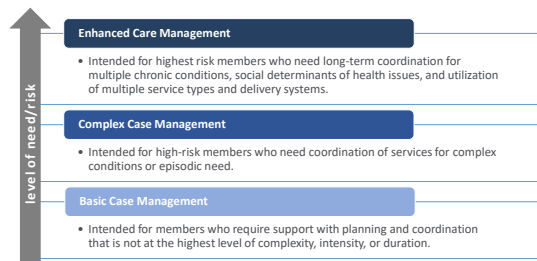 Enhanced Care Management
• Intended for highest risk members who need long-term coordination for
multiple chronic conditions, social determinants of health issues, and utilization
of multiple service types and delivery systems.
Complex Case Management
• Intended for high-risk members who need coordination of services for complex
conditions or episodic need.
Basic Case Management
• Intended for members who require support with planning and coordination
that is not at the highest level of complexity, intensity, or duration.
level of need/risk